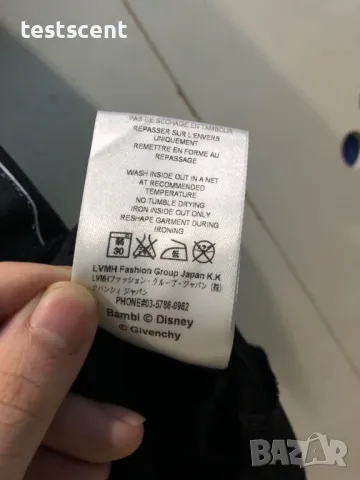 testscent
PAS DE SECHAGE EN TAMBOUR
REPASSER SUR L'ENVERS
UNIQUEMENT
REMETTRE EN FORME AU
REPASSAGE
WASH INSIDE OUT IN A NET
AT RECOMMENDED
TEMPERATURE
NO TUMBLE DRYING
IRON INSIDE OUT ONLY
RESHAPE GARMENT DURING
IRONING
30
LVMH Fashion Group Japan K.K
LVMHファッション・グループ・ジャパン (株)
ジバンシィ ジャパン
PHONE#03-5786-0962
Bambi © Disney
© Givenchy
BAZAR